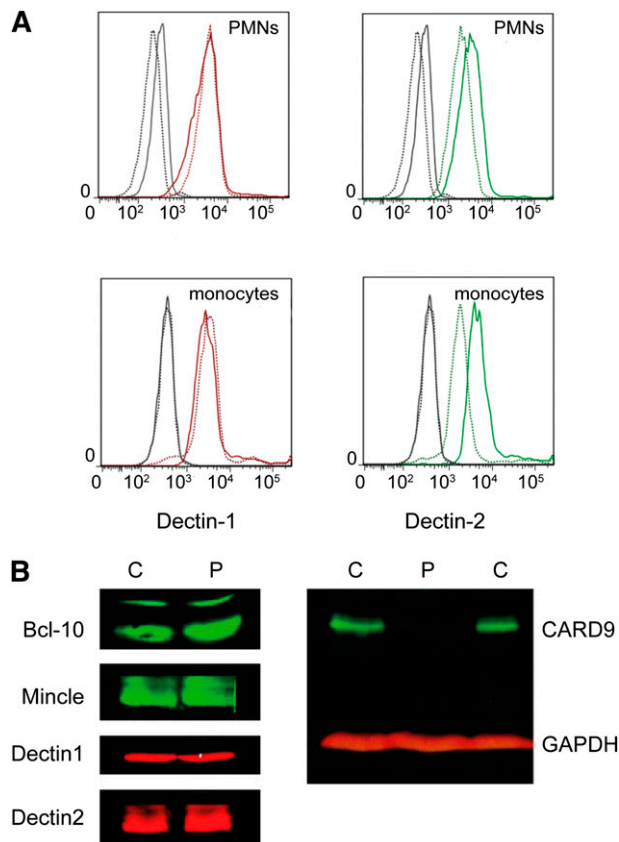 A
PMNs
PMNs
0
0
0 10² 10³ 10⁴ 10⁵
0 10² 10³ 10⁴ 10⁵
monocytes
monocytes
0
0
0 10² 10³ 10⁴ 10⁵
0 10² 10³ 10⁴ 10⁵
Dectin-1
Dectin-2
B
C P
C P C
Bcl-10
CARD9
Mincle
Dectin1
GAPDH
Dectin2